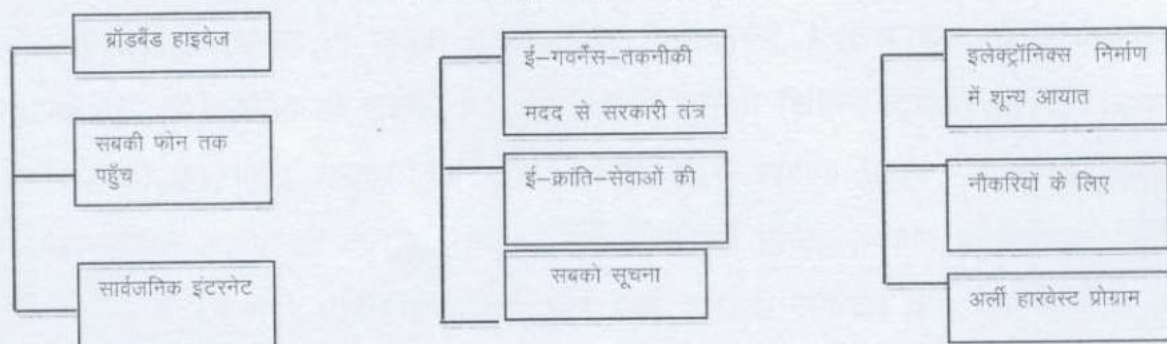 ब्रॉडबैंड हाइवेज
सबकी फोन तक
पहुँच
सार्वजनिक इंटरनेट
ई–गवर्नेंस–तकनीकी
मदद से सरकारी तंत्र
ई–क्रांति–सेवाओं की
सबको सूचना
इलेक्ट्रॉनिक्स निर्माण
में शून्य आयात
नौकरियों के लिए
अर्ली हारवेस्ट प्रोग्राम